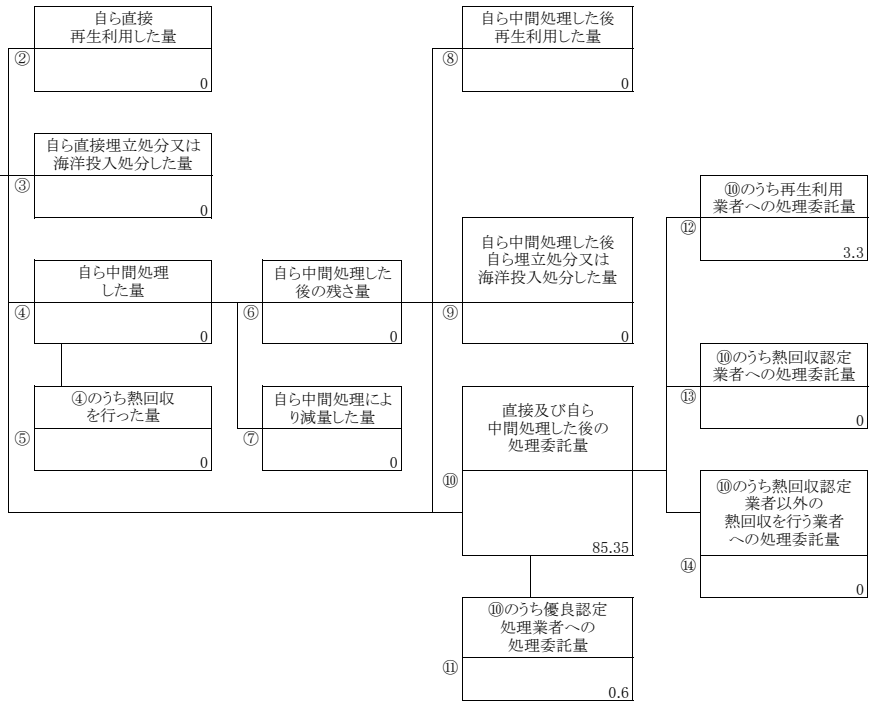 自ら直接
再生利用した量
②
0
自ら直接埋立処分又は
海洋投入処分した量
③
0
自ら中間処理
した量
④
0
④のうち熱回収
を行った量
⑤
0
自ら中間処理した
後の残さ量
⑥
0
自ら中間処理によ
り減量した量
⑦
0
自ら中間処理した後
再生利用した量
⑧
0
自ら中間処理した後
自ら埋立処分又は
海洋投入処分した量
⑨
0
直接及び自ら
中間処理した後の
処理委託量
⑩
85.35
⑩のうち優良認定
処理業者への
処理委託量
⑪
0.6
⑩のうち再生利用
業者への処理委託量
⑫
3.3
⑩のうち熱回収認定
業者への処理委託量
⑬
0
⑩のうち熱回収認定
業者以外の
熱回収を行う業者
への処理委託量
⑭
0